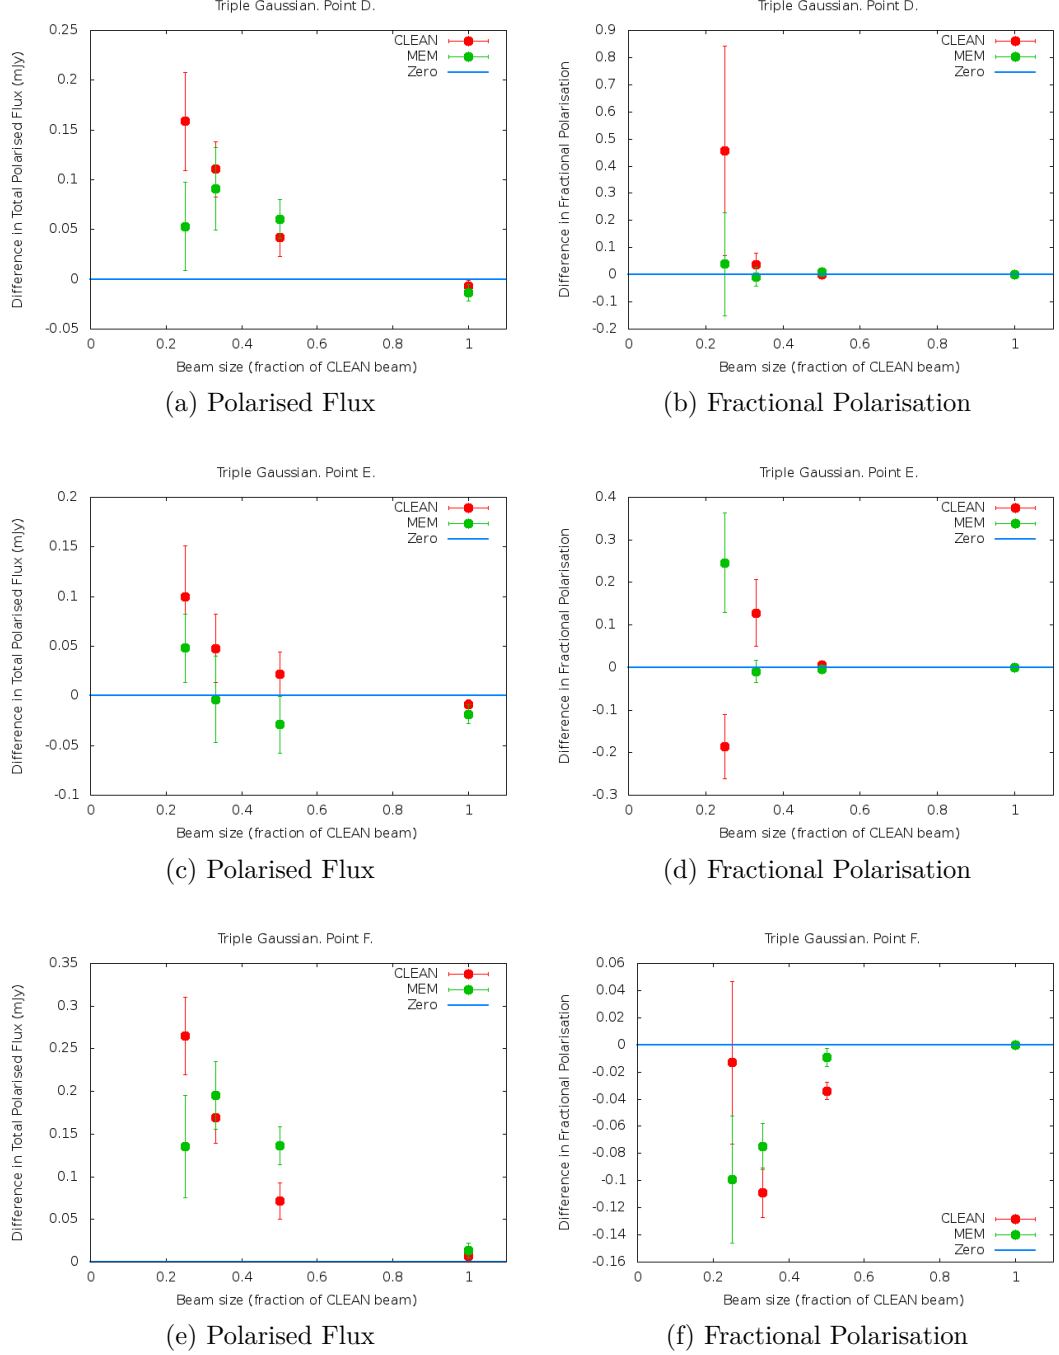 Triple Gaussian. Point D.
Difference in Total Polarised Flux (mJy)
0.25
0.2
0.15
0.1
0.05
0
-0.05
CLEAN
MEM
Zero
0 0.2 0.4 0.6 0.8 1
Beam size (fraction of CLEAN beam)
(a) Polarised Flux
Triple Gaussian. Point D.
Difference in Fractional Polarisation
0.9
0.8
0.7
0.6
0.5
0.4
0.3
0.2
0.1
0
-0.1
-0.2
CLEAN
MEM
Zero
0 0.2 0.4 0.6 0.8 1
Beam size (fraction of CLEAN beam)
(b) Fractional Polarisation
Triple Gaussian. Point E.
Difference in Total Polarised Flux (mJy)
0.2
0.15
0.1
0.05
0
-0.05
-0.1
CLEAN
MEM
Zero
0 0.2 0.4 0.6 0.8 1
Beam size (fraction of CLEAN beam)
(c) Polarised Flux
Triple Gaussian. Point E.
Difference in Fractional Polarisation
0.4
0.3
0.2
0.1
0
-0.1
-0.2
-0.3
CLEAN
MEM
Zero
0 0.2 0.4 0.6 0.8 1
Beam size (fraction of CLEAN beam)
(d) Fractional Polarisation
Triple Gaussian. Point F.
Difference in Total Polarised Flux (mJy)
0.35
0.3
0.25
0.2
0.15
0.1
0.05
0
CLEAN
MEM
Zero
0 0.2 0.4 0.6 0.8 1
Beam size (fraction of CLEAN beam)
(e) Polarised Flux
Triple Gaussian. Point F.
Difference in Fractional Polarisation
0.06
0.04
0.02
0
-0.02
-0.04
-0.06
-0.08
-0.1
-0.12
-0.14
-0.16
CLEAN
MEM
Zero
0 0.2 0.4 0.6 0.8 1
Beam size (fraction of CLEAN beam)
(f) Fractional Polarisation